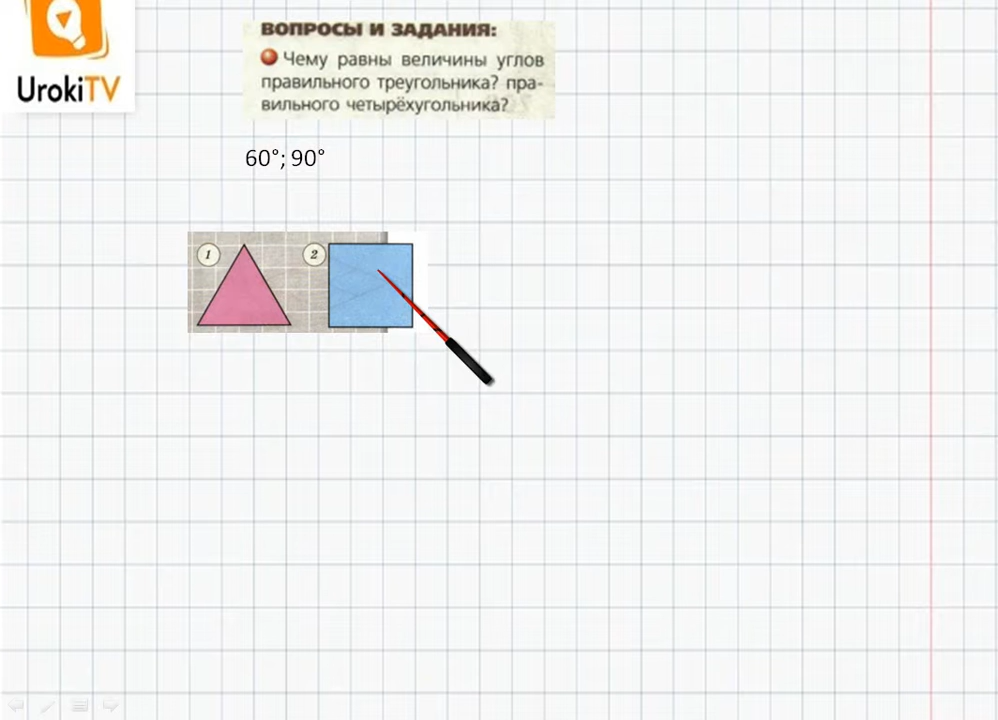 UrokiTV
ВОПРОСЫ И ЗАДАНИЯ:
Чему равны величины углов
правильного треугольника? пра-
вильного четырёхугольника?
60°; 90°
1 2